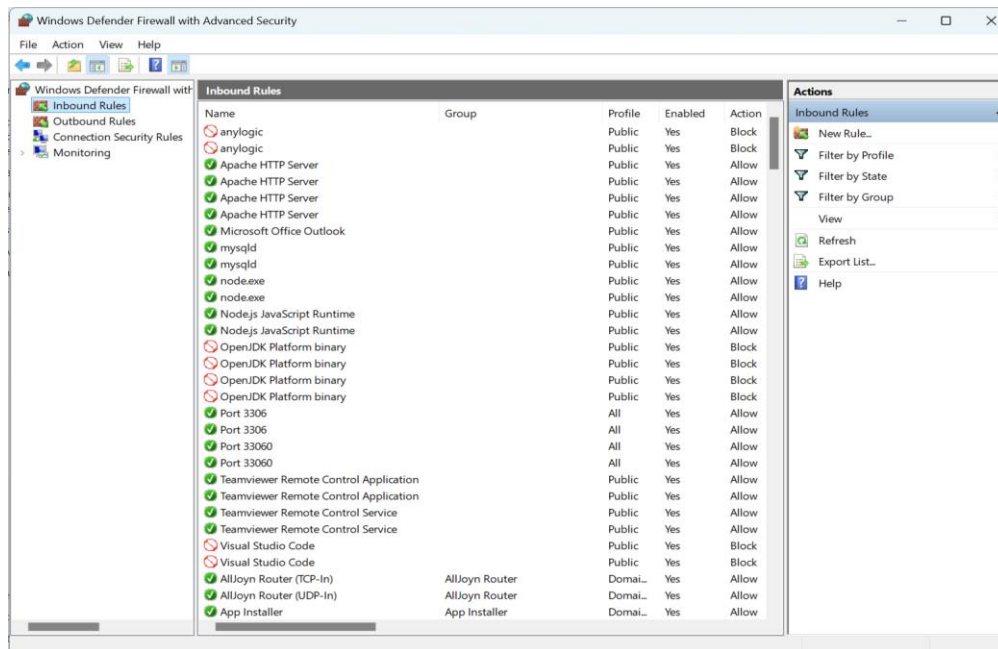 Windows Defender Firewall with Advanced Security
File Action View Help
Windows Defender Firewall with
Inbound Rules
Outbound Rules
Connection Security Rules
Monitoring
Inbound Rules
Name Group Profile Enabled Action
anylogic Public Yes Block
anylogic Public Yes Block
Apache HTTP Server Public Yes Allow
Apache HTTP Server Public Yes Allow
Apache HTTP Server Public Yes Allow
Apache HTTP Server Public Yes Allow
Microsoft Office Outlook Public Yes Allow
mysqld Public Yes Allow
mysqld Public Yes Allow
node.exe Public Yes Allow
node.exe Public Yes Allow
Node.js JavaScript Runtime Public Yes Allow
Node.js JavaScript Runtime Public Yes Allow
OpenJDK Platform binary Public Yes Block
OpenJDK Platform binary Public Yes Block
OpenJDK Platform binary Public Yes Block
OpenJDK Platform binary Public Yes Block
Port 3306 All Yes Allow
Port 3306 All Yes Allow
Port 33060 All Yes Allow
Port 33060 All Yes Allow
Teamviewer Remote Control Application Public Yes Allow
Teamviewer Remote Control Application Public Yes Allow
Teamviewer Remote Control Service Public Yes Allow
Teamviewer Remote Control Service Public Yes Allow
Visual Studio Code Public Yes Block
Visual Studio Code Public Yes Block
AllJoyn Router (TCP-In) AllJoyn Router Domai... Yes Allow
AllJoyn Router (UDP-In) AllJoyn Router Domai... Yes Allow
App Installer App Installer Domai... Yes Allow
Actions
Inbound Rules
New Rule...
Filter by Profile
Filter by State
Filter by Group
View
Refresh
Export List...
Help